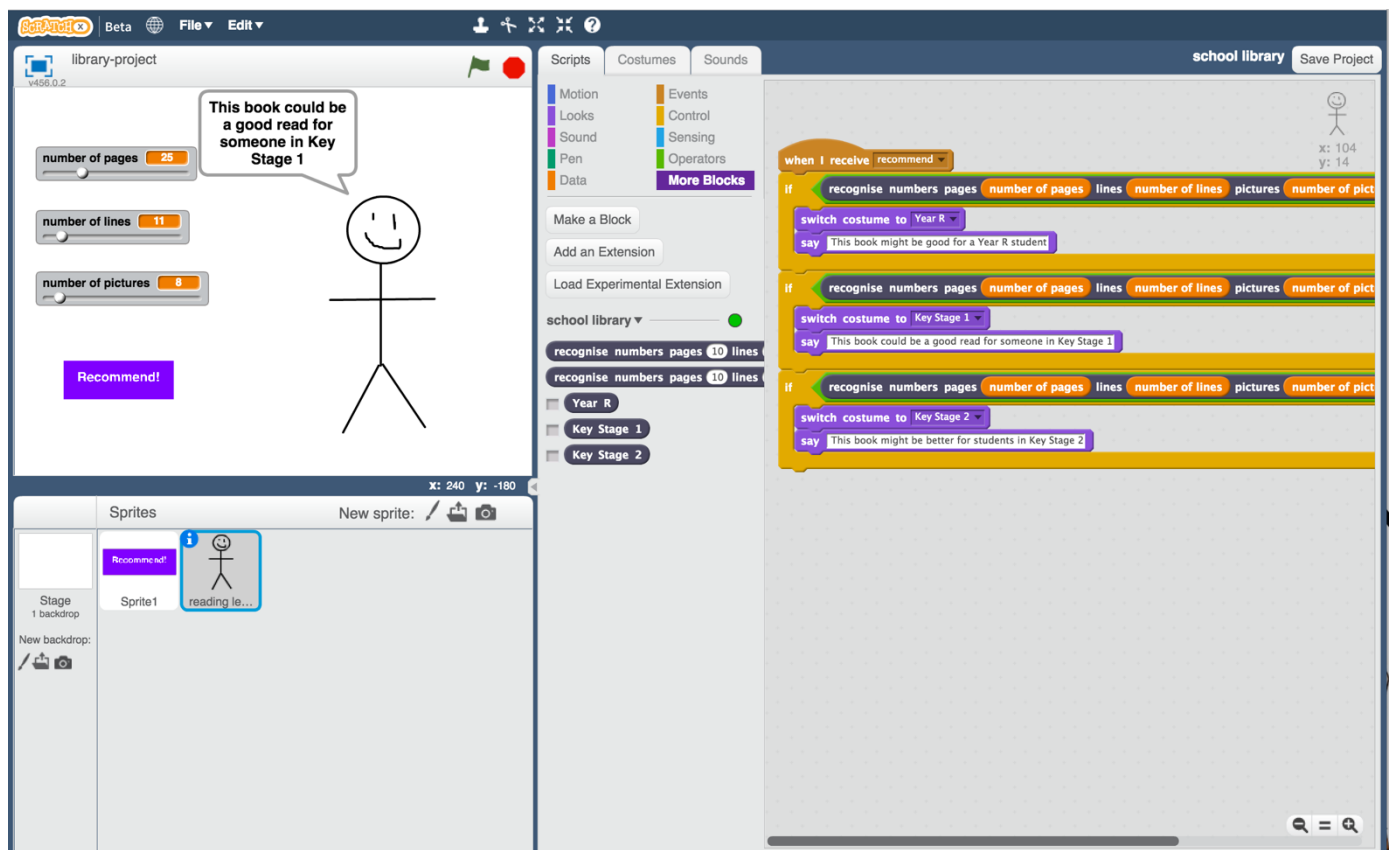 SCRATCHX Beta File▾ Edit▾
library-project
v456.0.2
This book could be
a good read for
someone in Key
Stage 1
number of pages 25
number of lines 11
number of pictures 8
Recommend!
x: 240 y: -180
Sprites New sprite:
Stage
1 backdrop
New backdrop:
Recommend!
Sprite1
reading le...
Scripts Costumes Sounds
school library Save Project
Motion Events
Looks Control
Sound Sensing
Pen Operators
Data More Blocks
Make a Block
Add an Extension
Load Experimental Extension
school library▾
recognise numbers pages 10 lines
recognise numbers pages 10 lines
Year R
Key Stage 1
Key Stage 2
x: 104
y: 14
when I receive recommend
if recognise numbers pages number of pages lines number of lines pictures number of pict
switch costume to Year R
say This book might be good for a Year R student
if recognise numbers pages number of pages lines number of lines pictures number of pict
switch costume to Key Stage 1
say This book could be a good read for someone in Key Stage 1
if recognise numbers pages number of pages lines number of lines pictures number of pict
switch costume to Key Stage 2
say This book might be better for students in Key Stage 2